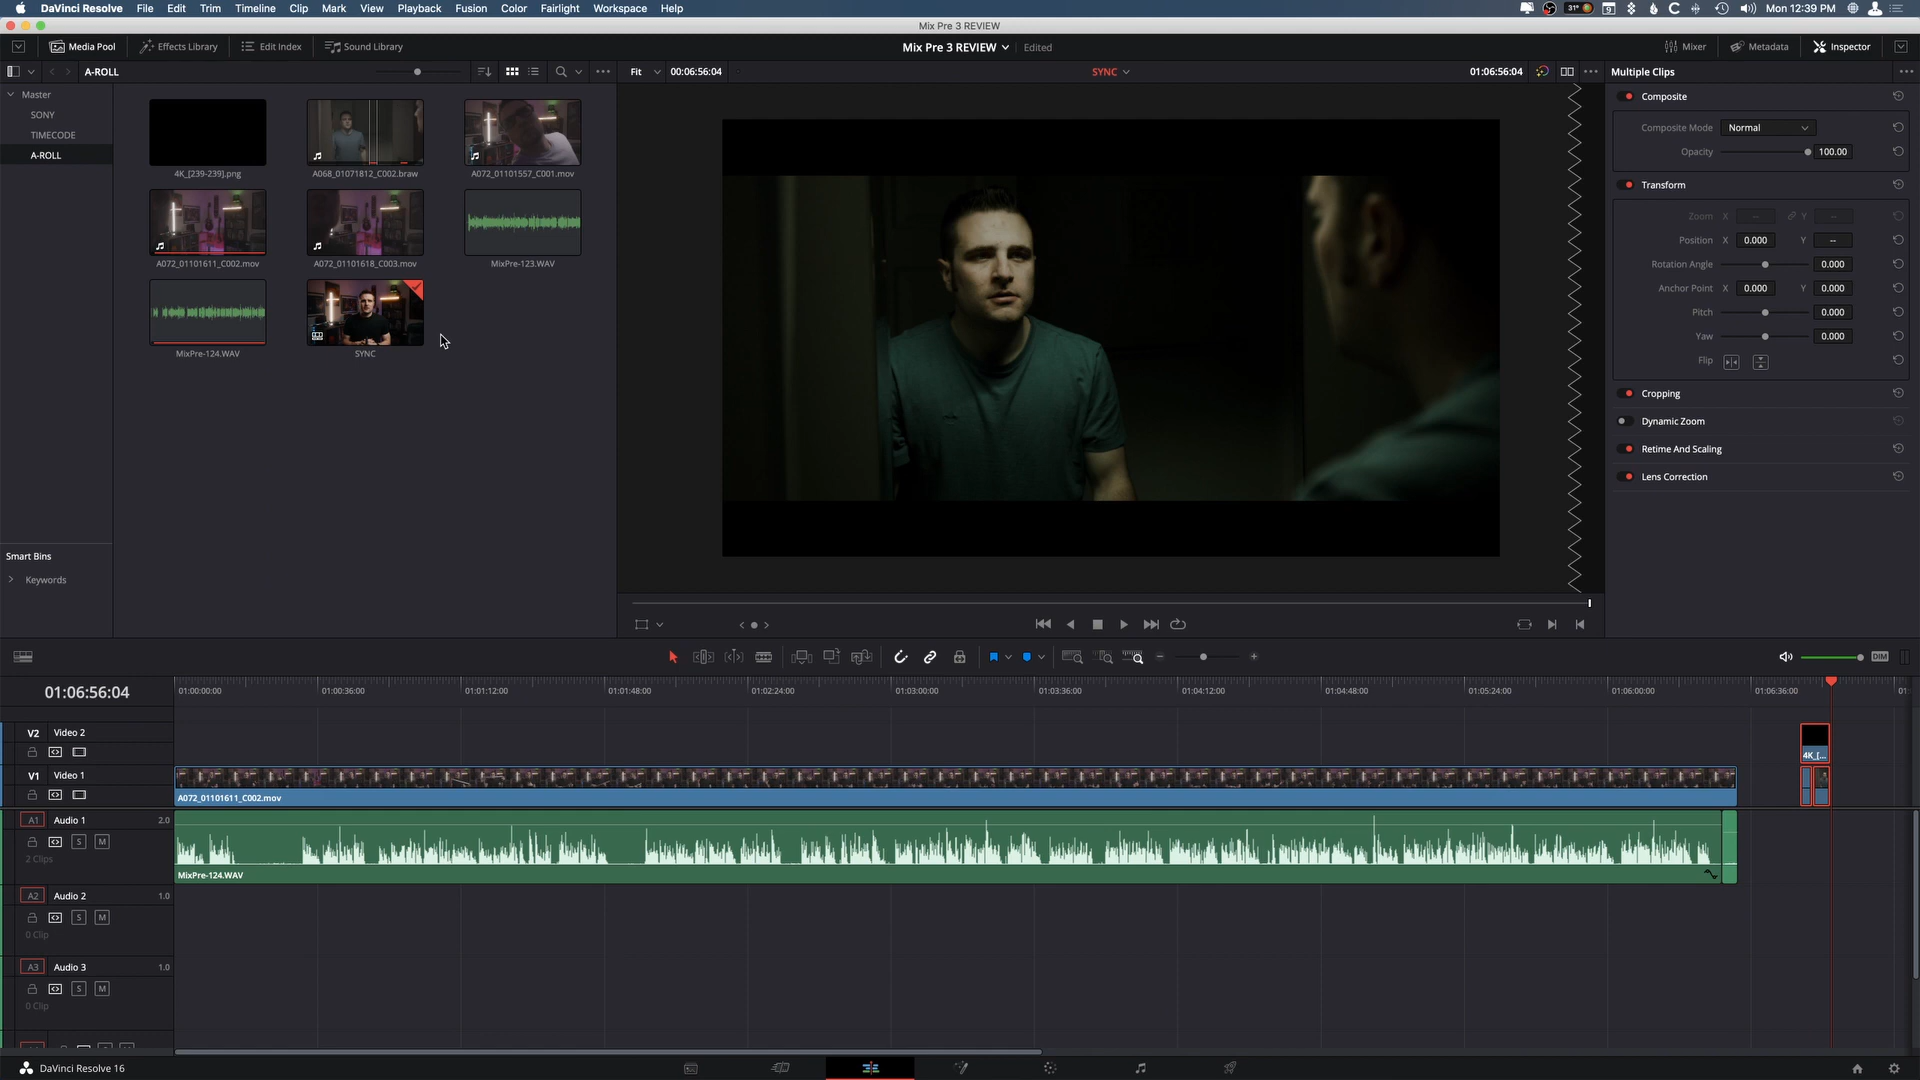 DaVinci Resolve File Edit Trim Timeline Clip Mark View Playback Fusion Color Fairlight Workspace Help
31° 9 Mon 12:39 PM
Mix Pre 3 REVIEW
Media Pool Effects Library Edit Index Sound Library Mix Pre 3 REVIEW Edited Mixer Metadata Inspector
A-ROLL Fit 00:06:56:04 SYNC 01:06:56:04 Multiple Clips
Master
SONY
TIMECODE
A-ROLL
4K_[239-239].png A068_01071812_C002.braw A072_01101557_C001.mov
A072_01101611_C002.mov A072_01101618_C003.mov MixPre-123.WAV
MixPre-124.WAV SYNC
Smart Bins
Keywords
Composite
Composite Mode Normal
Opacity 100.00
Transform
Zoom X -- Y --
Position X 0.000 Y --
Rotation Angle 0.000
Anchor Point X 0.000 Y 0.000
Pitch 0.000
Yaw 0.000
Flip
Cropping
Dynamic Zoom
Retime And Scaling
Lens Correction
DIM
01:06:56:04 01:00:00:00 01:00:36:00 01:01:12:00 01:01:48:00 01:02:24:00 01:03:00:00 01:03:36:00 01:04:12:00 01:04:48:00 01:05:24:00 01:06:00:00 01:06:36:00 01:
V2 Video 2
4K_[...
V1 Video 1
A072_01101611_C002.mov
A1 Audio 1 2.0
S M
2 Clips
MixPre-124.WAV
A2 Audio 2 1.0
S M
0 Clip
A3 Audio 3 1.0
S M
0 Clip
DaVinci Resolve 16